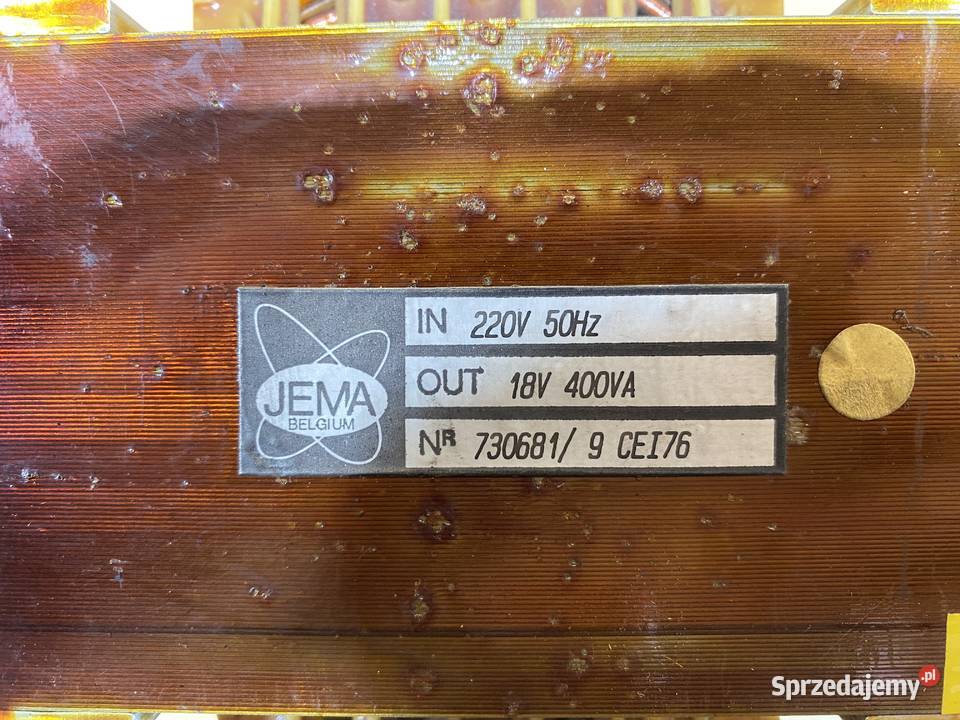 JEMA
BELGIUM
IN 220V 50Hz
OUT 18V 400VA
NR 730681/ 9 CEI76
Sprzedajemy.pl